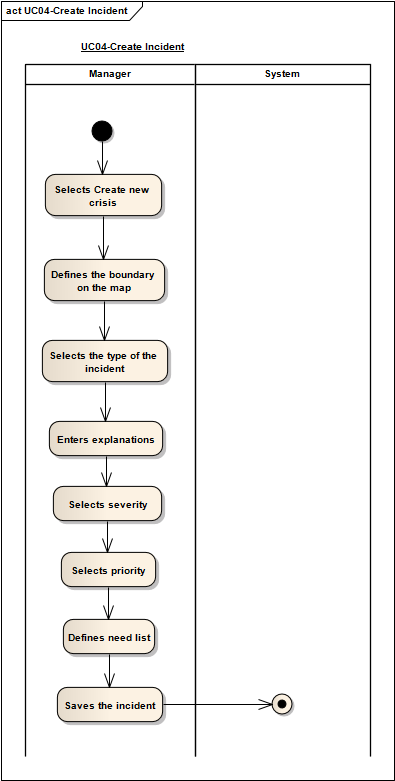 act UC04-Create Incident
UC04-Create Incident
Manager
System
Selects Create new
crisis
Defines the boundary
on the map
Selects the type of the
incident
Enters explanations
Selects severity
Selects priority
Defines need list
Saves the incident